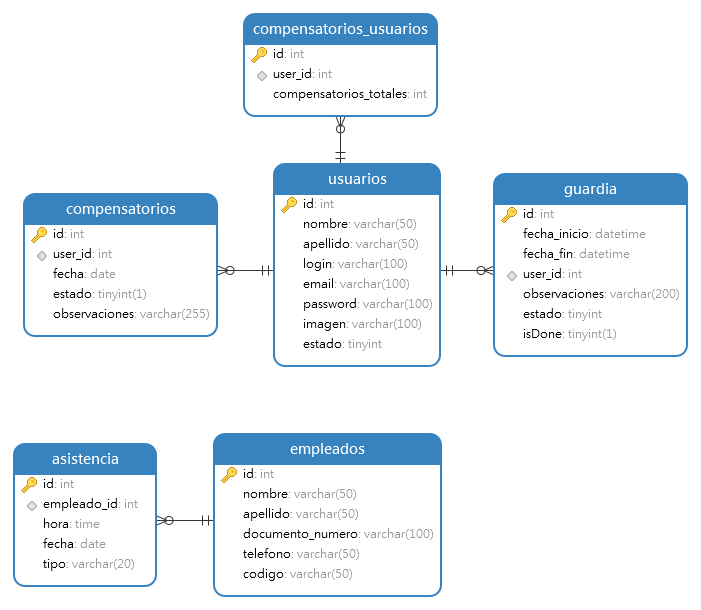 compensatorios_usuarios
id: int
user_id: int
compensatorios_totales: int
compensatorios
id: int
user_id: int
fecha: date
estado: tinyint(1)
observaciones: varchar(255)
usuarios
id: int
nombre: varchar(50)
apellido: varchar(50)
login: varchar(100)
email: varchar(100)
password: varchar(100)
imagen: varchar(100)
estado: tinyint
guardia
id: int
fecha_inicio: datetime
fecha_fin: datetime
user_id: int
observaciones: varchar(200)
estado: tinyint
isDone: tinyint(1)
asistencia
id: int
empleado_id: int
hora: time
fecha: date
tipo: varchar(20)
empleados
id: int
nombre: varchar(50)
apellido: varchar(50)
documento_numero: varchar(100)
telefono: varchar(50)
codigo: varchar(50)